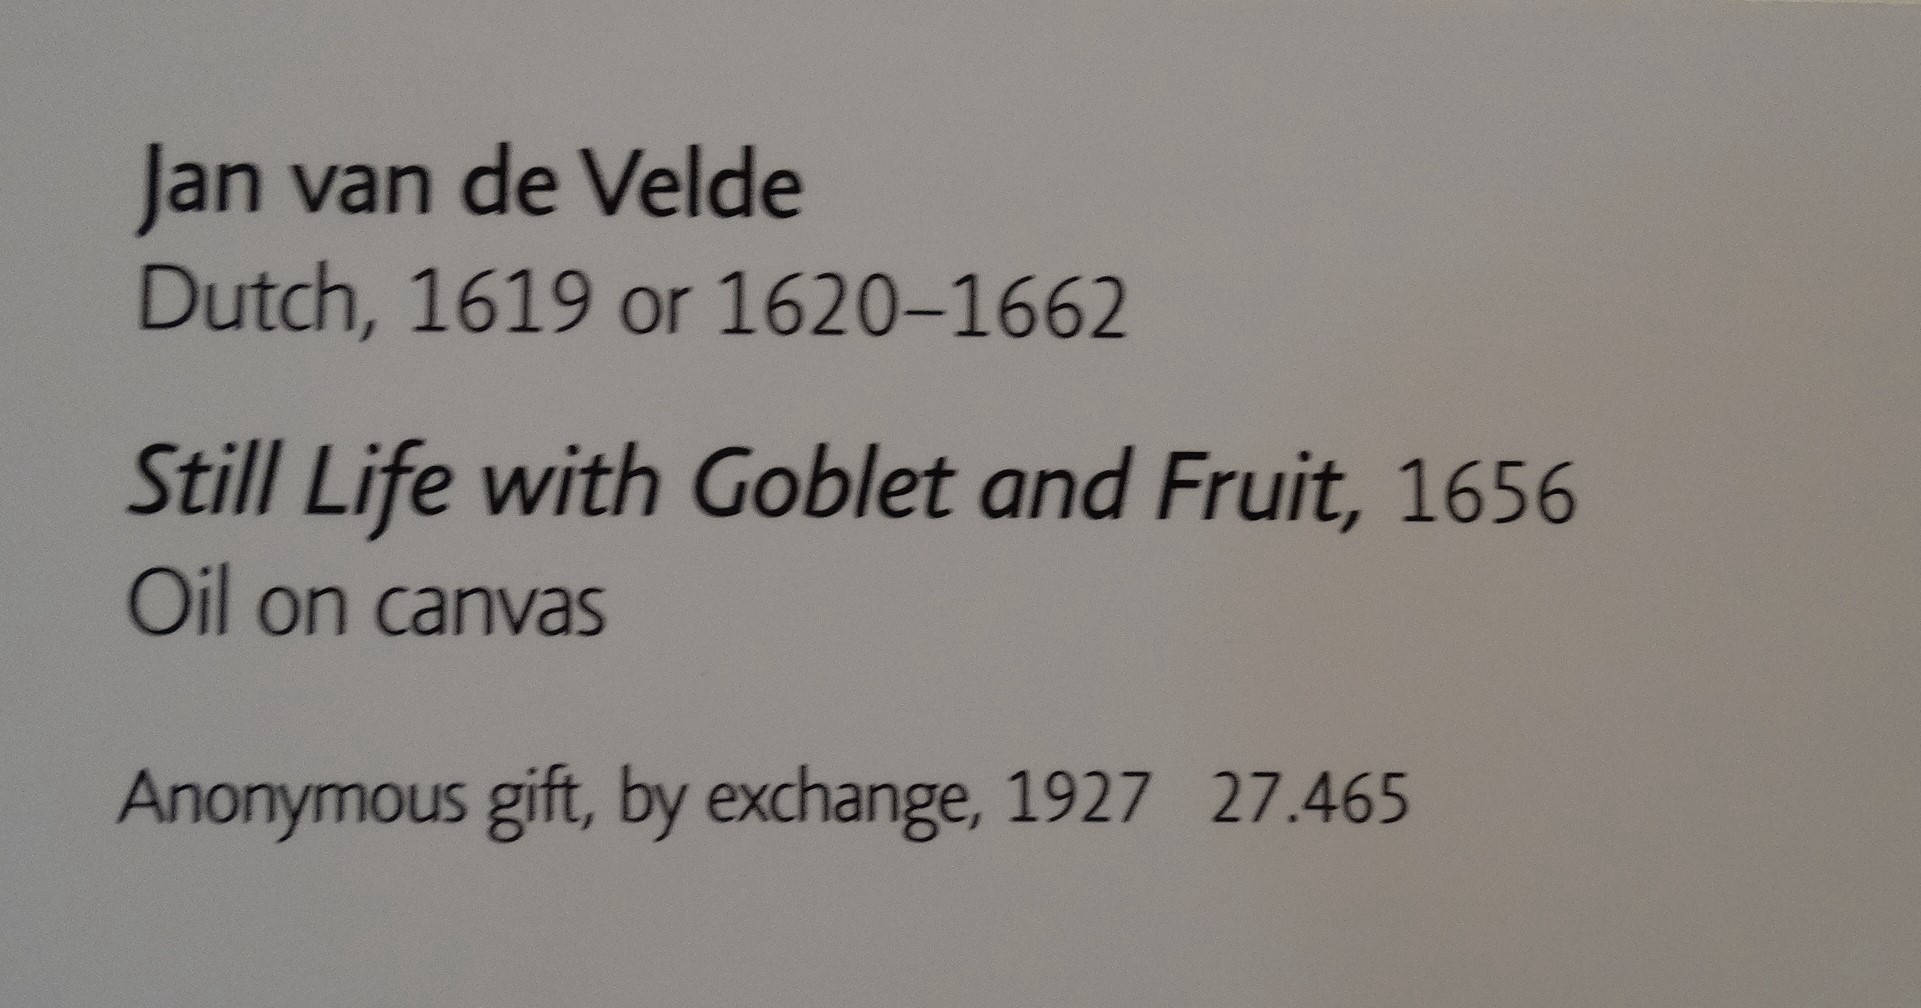 Jan van de Velde
Dutch, 1619 or 1620–1662
Still Life with Goblet and Fruit, 1656
Oil on canvas
Anonymous gift, by exchange, 1927 27.465